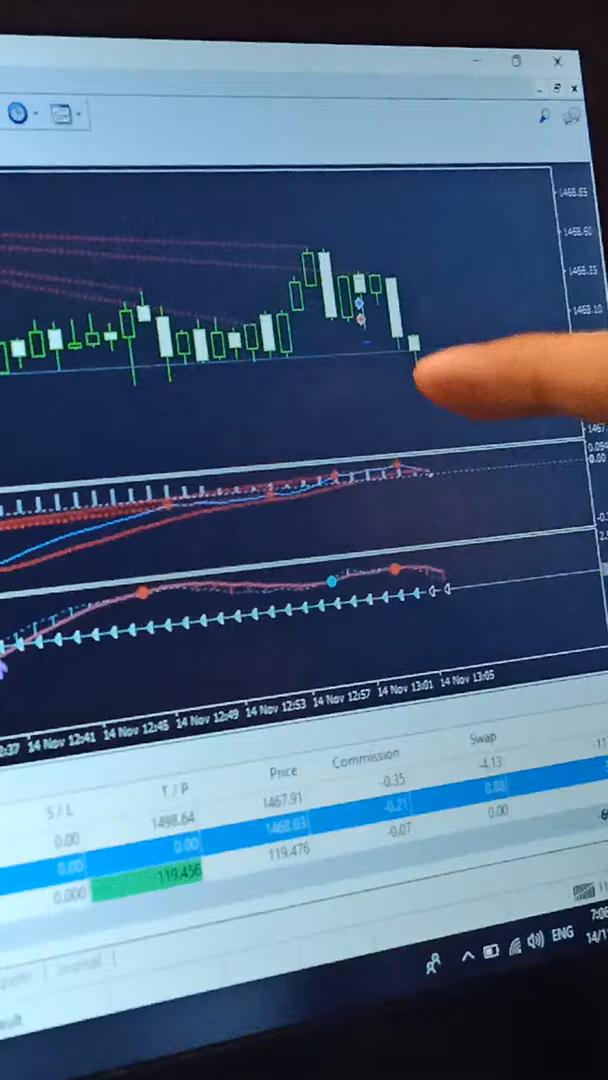 1468.60
1468.35
1468.10
0.00
14 Nov 12:41
14 Nov 12:45
14 Nov 12:49
14 Nov 12:53
14 Nov 12:57
14 Nov 13:01
14 Nov 13:05
S / L
T / P
Price
Commission
Swap
0.00
1498.64
1467.91
-0.35
-4.13
0.00
0.00
1468.03
-0.21
0.88
0.000
119.456
119.476
-0.07
0.00
Journal
ENG